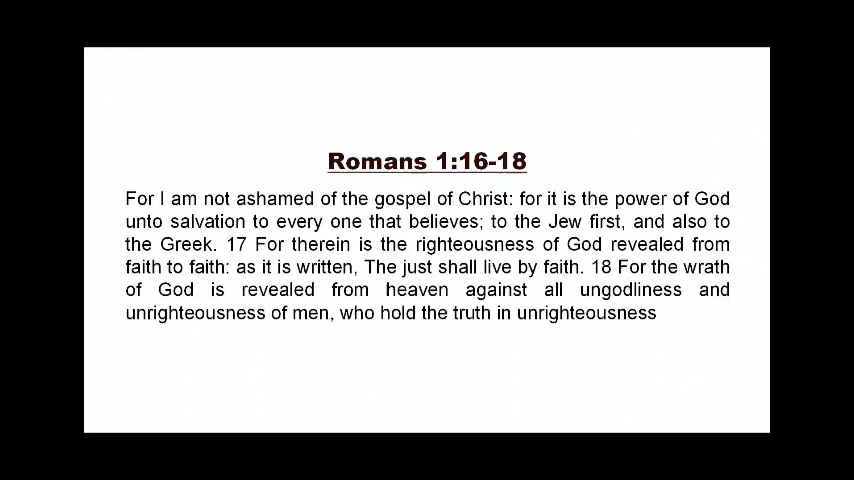 Romans 1:16-18
For I am not ashamed of the gospel of Christ: for it is the power of God
unto salvation to every one that believes; to the Jew first, and also to
the Greek. 17 For therein is the righteousness of God revealed from
faith to faith: as it is written, The just shall live by faith. 18 For the wrath
of God is revealed from heaven against all ungodliness and
unrighteousness of men, who hold the truth in unrighteousness